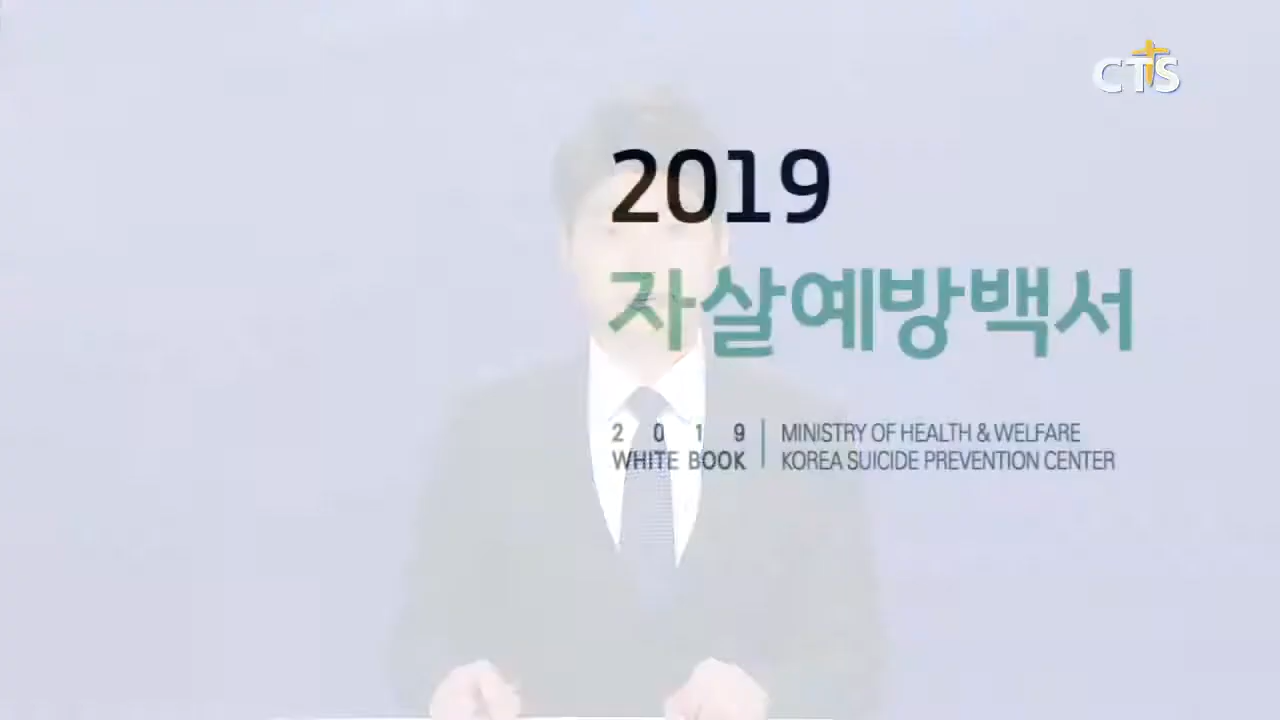 CTS
2019
자살예방백서
2 0 1 9 | MINISTRY OF HEALTH & WELFARE
WHITE BOOK | KOREA SUICIDE PREVENTION CENTER